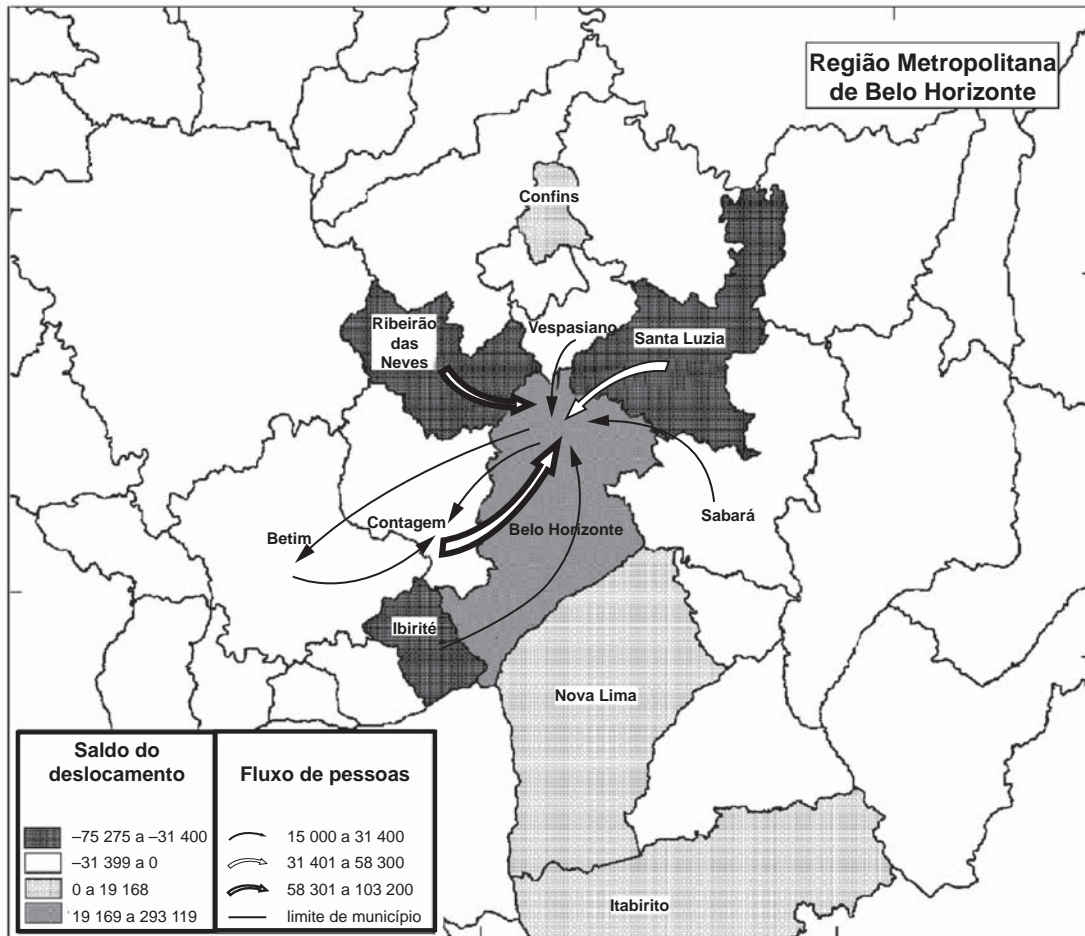 Região Metropolitana
de Belo Horizonte
Confins
Ribeirão
das
Neves
Vespasiano
Santa Luzia
Contagem
Betim
Belo Horizonte
Sabará
Ibirité
Nova Lima
Itabirito
Saldo do
deslocamento
–75 275 a –31 400
–31 399 a 0
0 a 19 168
19 169 a 293 119
Fluxo de pessoas
15 000 a 31 400
31 401 a 58 300
58 301 a 103 200
limite de município